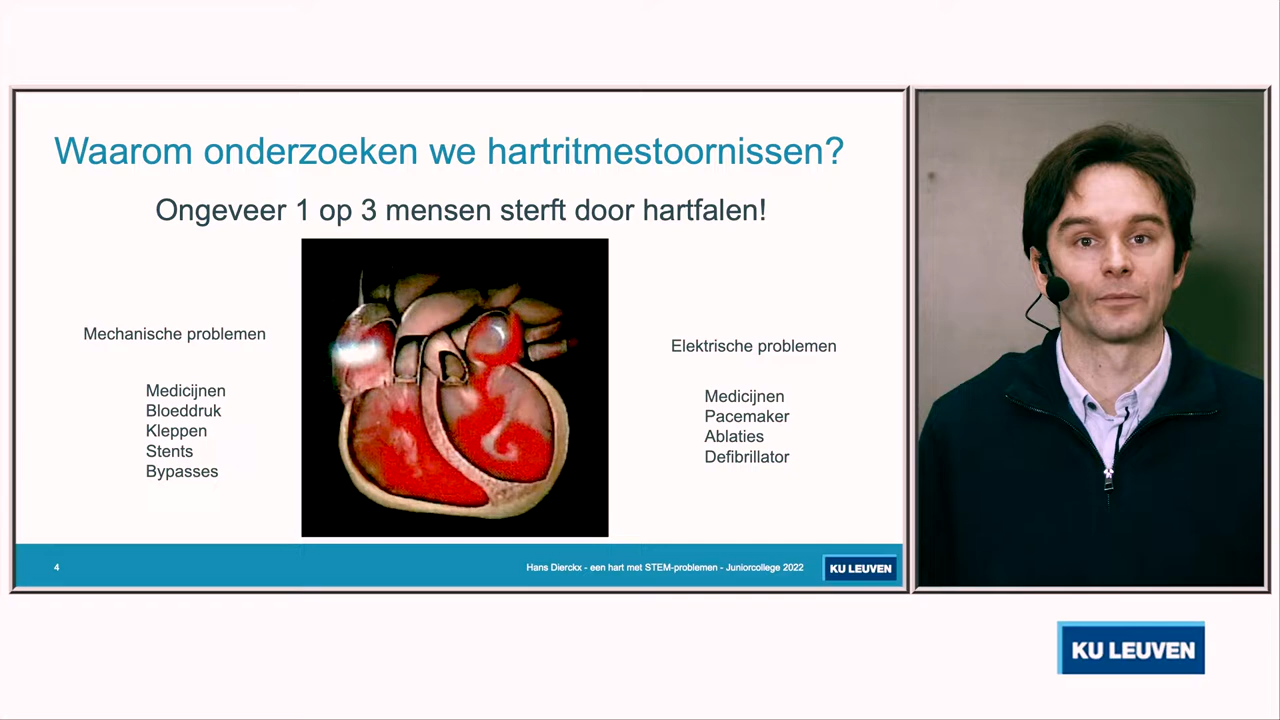 Waarom onderzoeken we hartritmestoornissen?
Ongeveer 1 op 3 mensen sterft door hartfalen!
Mechanische problemen
Medicijnen
Bloeddruk
Kleppen
Stents
Bypasses
Elektrische problemen
Medicijnen
Pacemaker
Ablaties
Defibrillator
4
Hans Dierckx - een hart met STEM-problemen - Juniorcollege 2022
KU LEUVEN
KU LEUVEN